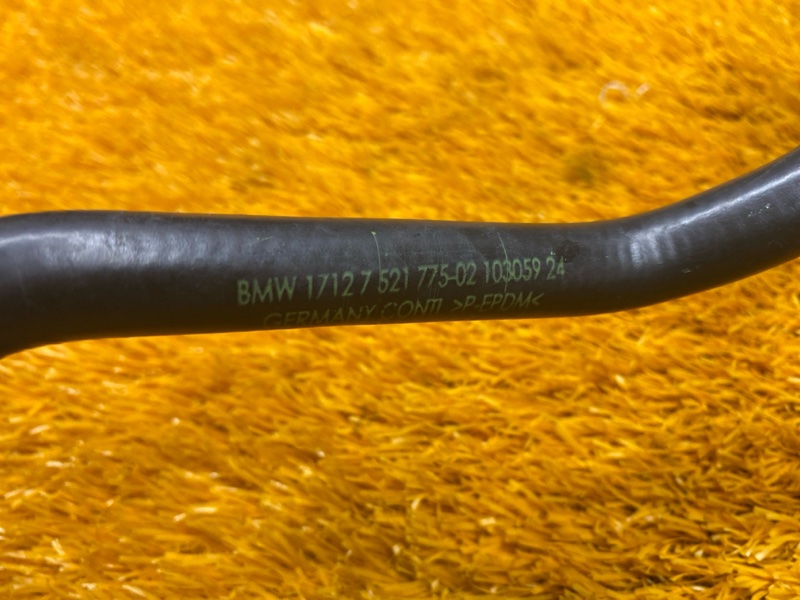 BMW 1712 7 521 775-02 103059 24
GERMANY CONTI >P-EPDM<